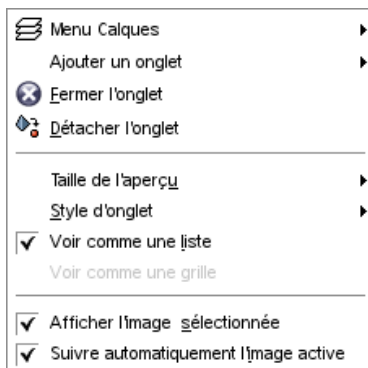 Menu Calques
Ajouter un onglet
Fermer l'onglet
Détacher l'onglet
Taille de l'aperçu
Style d'onglet
Voir comme une liste
Voir comme une grille
Afficher l'image sélectionnée
Suivre automatiquement l'image active